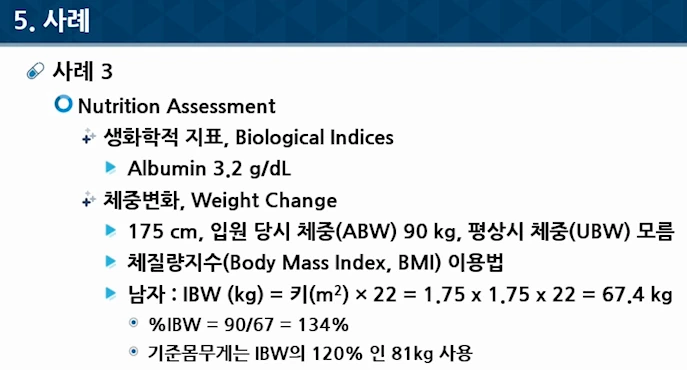 5. 사례
사례 3
Nutrition Assessment
생화학적 지표, Biological Indices
Albumin 3.2 g/dL
체중변화, Weight Change
175 cm, 입원 당시 체중(ABW) 90 kg, 평상시 체중(UBW) 모름
체질량지수(Body Mass Index, BMI) 이용법
남자 : IBW (kg) = 키(m²) × 22 = 1.75 x 1.75 x 22 = 67.4 kg
%IBW = 90/67 = 134%
기준몸무게는 IBW의 120% 인 81kg 사용